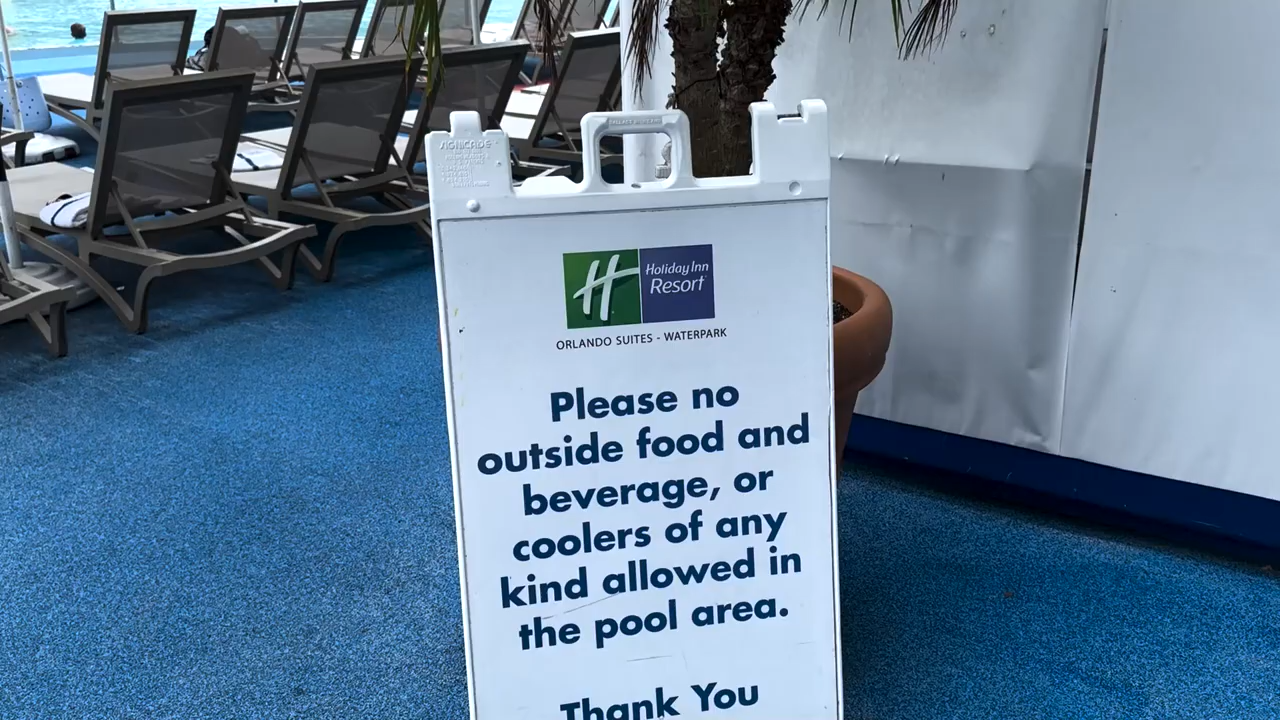 SIGNICADE
Holiday Inn
Resort
ORLANDO SUITES - WATERPARK
Please no
outside food and
beverage, or
coolers of any
kind allowed in
the pool area.
Thank You